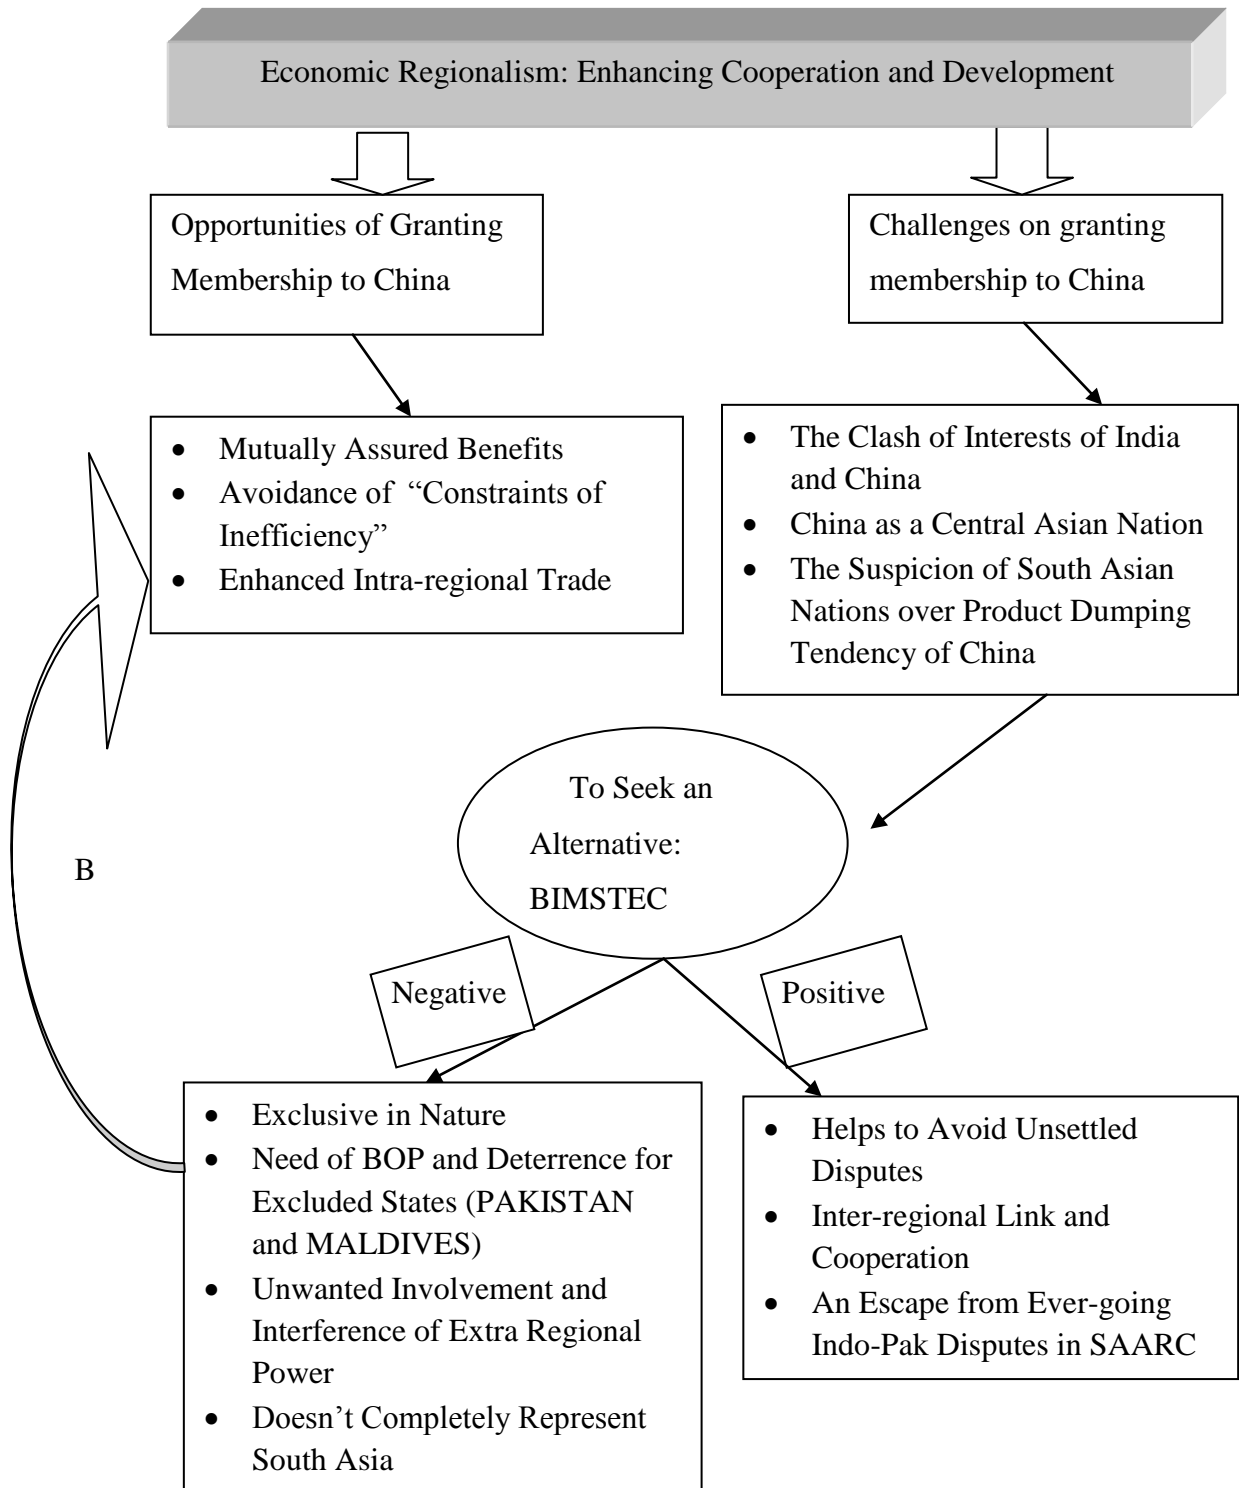 Economic Regionalism: Enhancing Cooperation and Development
Opportunities of Granting
Membership to China
Challenges on granting
membership to China
• Mutually Assured Benefits
• Avoidance of “Constraints of
Inefficiency”
• Enhanced Intra-regional Trade
• The Clash of Interests of India
and China
• China as a Central Asian Nation
• The Suspicion of South Asian
Nations over Product Dumping
Tendency of China
To Seek an
Alternative:
BIMSTEC
B
Negative
Positive
• Exclusive in Nature
• Need of BOP and Deterrence for
Excluded States (PAKISTAN
and MALDIVES)
• Unwanted Involvement and
Interference of Extra Regional
Power
• Doesn’t Completely Represent
South Asia
• Helps to Avoid Unsettled
Disputes
• Inter-regional Link and
Cooperation
• An Escape from Ever-going
Indo-Pak Disputes in SAARC